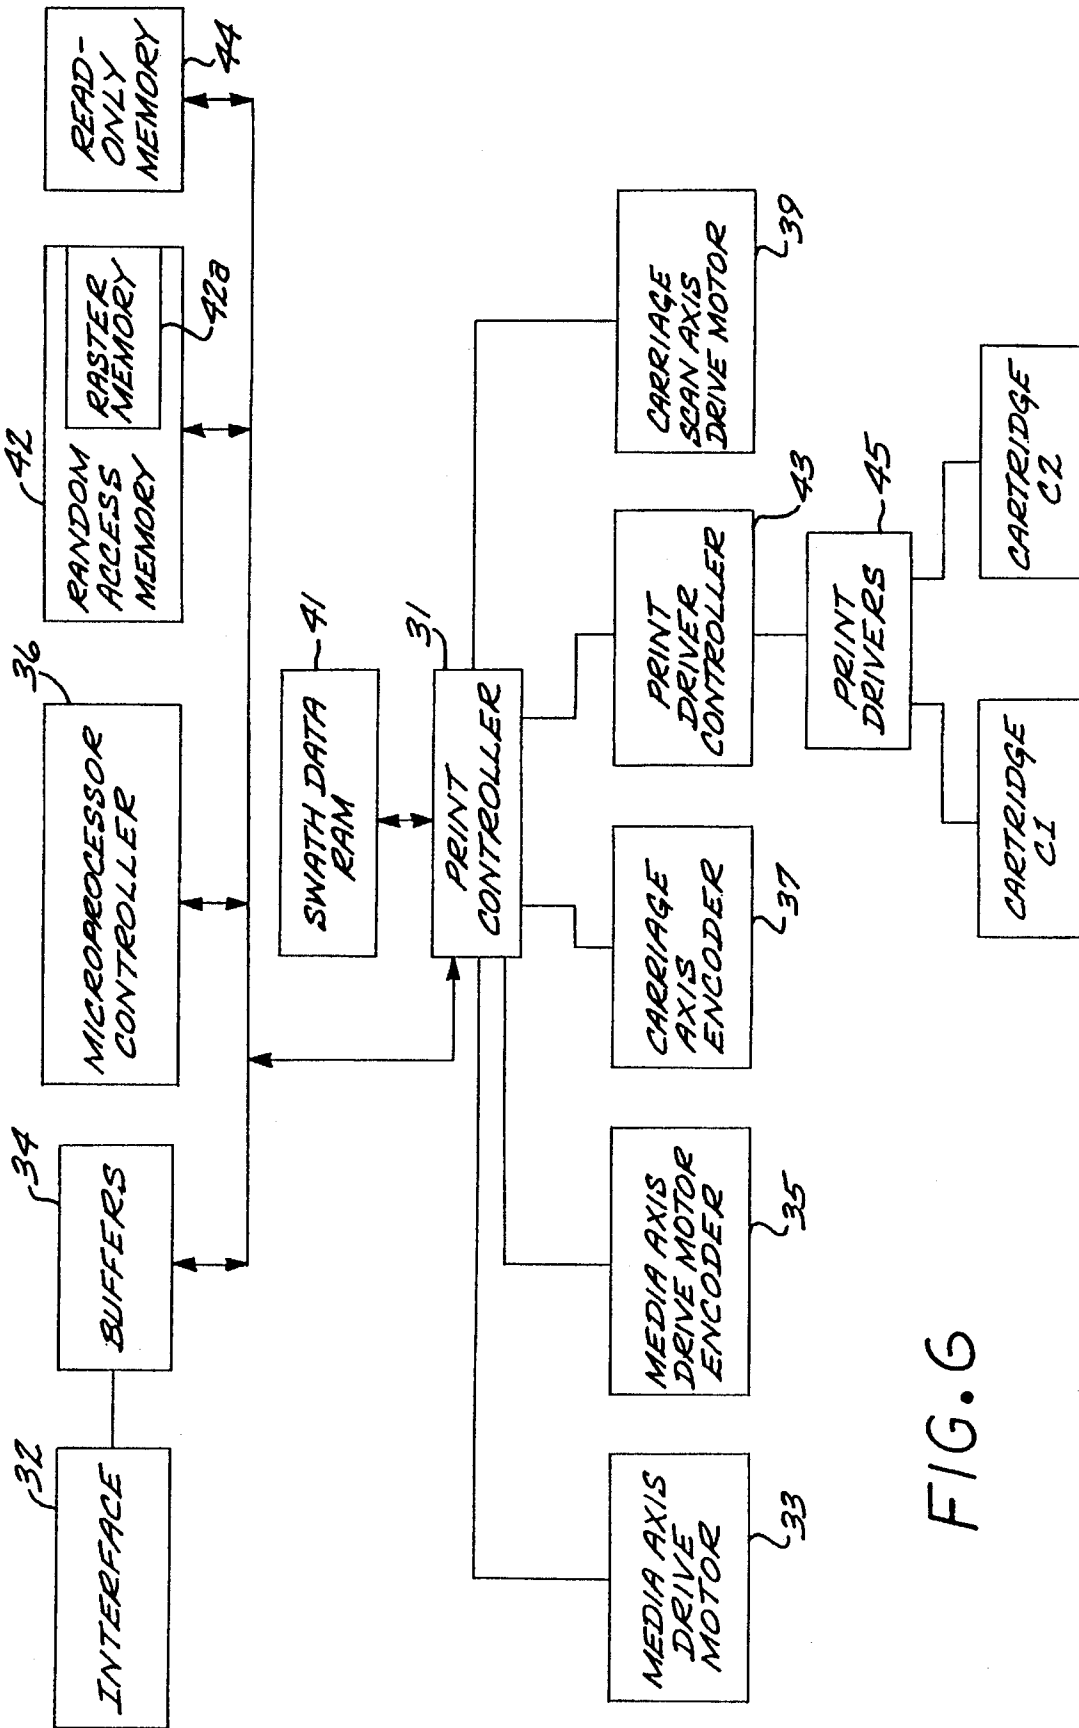 32
INTERFACE
34
BUFFERS
36
MICROPROCESSOR
CONTROLLER
42
RANDOM
ACCESS
MEMORY
RASTER
MEMORY
42a
READ-
ONLY
MEMORY
44
SWATH DATA
RAM
41
PRINT
CONTROLLER
31
MEDIA AXIS
DRIVE
MOTOR
33
MEDIA AXIS
DRIVE MOTOR
ENCODER
35
CARRIAGE
AXIS
ENCODER
37
PRINT
DRIVER
CONTROLLER
43
CARRIAGE
SCAN AXIS
DRIVE MOTOR
39
PRINT
DRIVERS
45
CARTRIDGE
C1
CARTRIDGE
C2
FIG.6